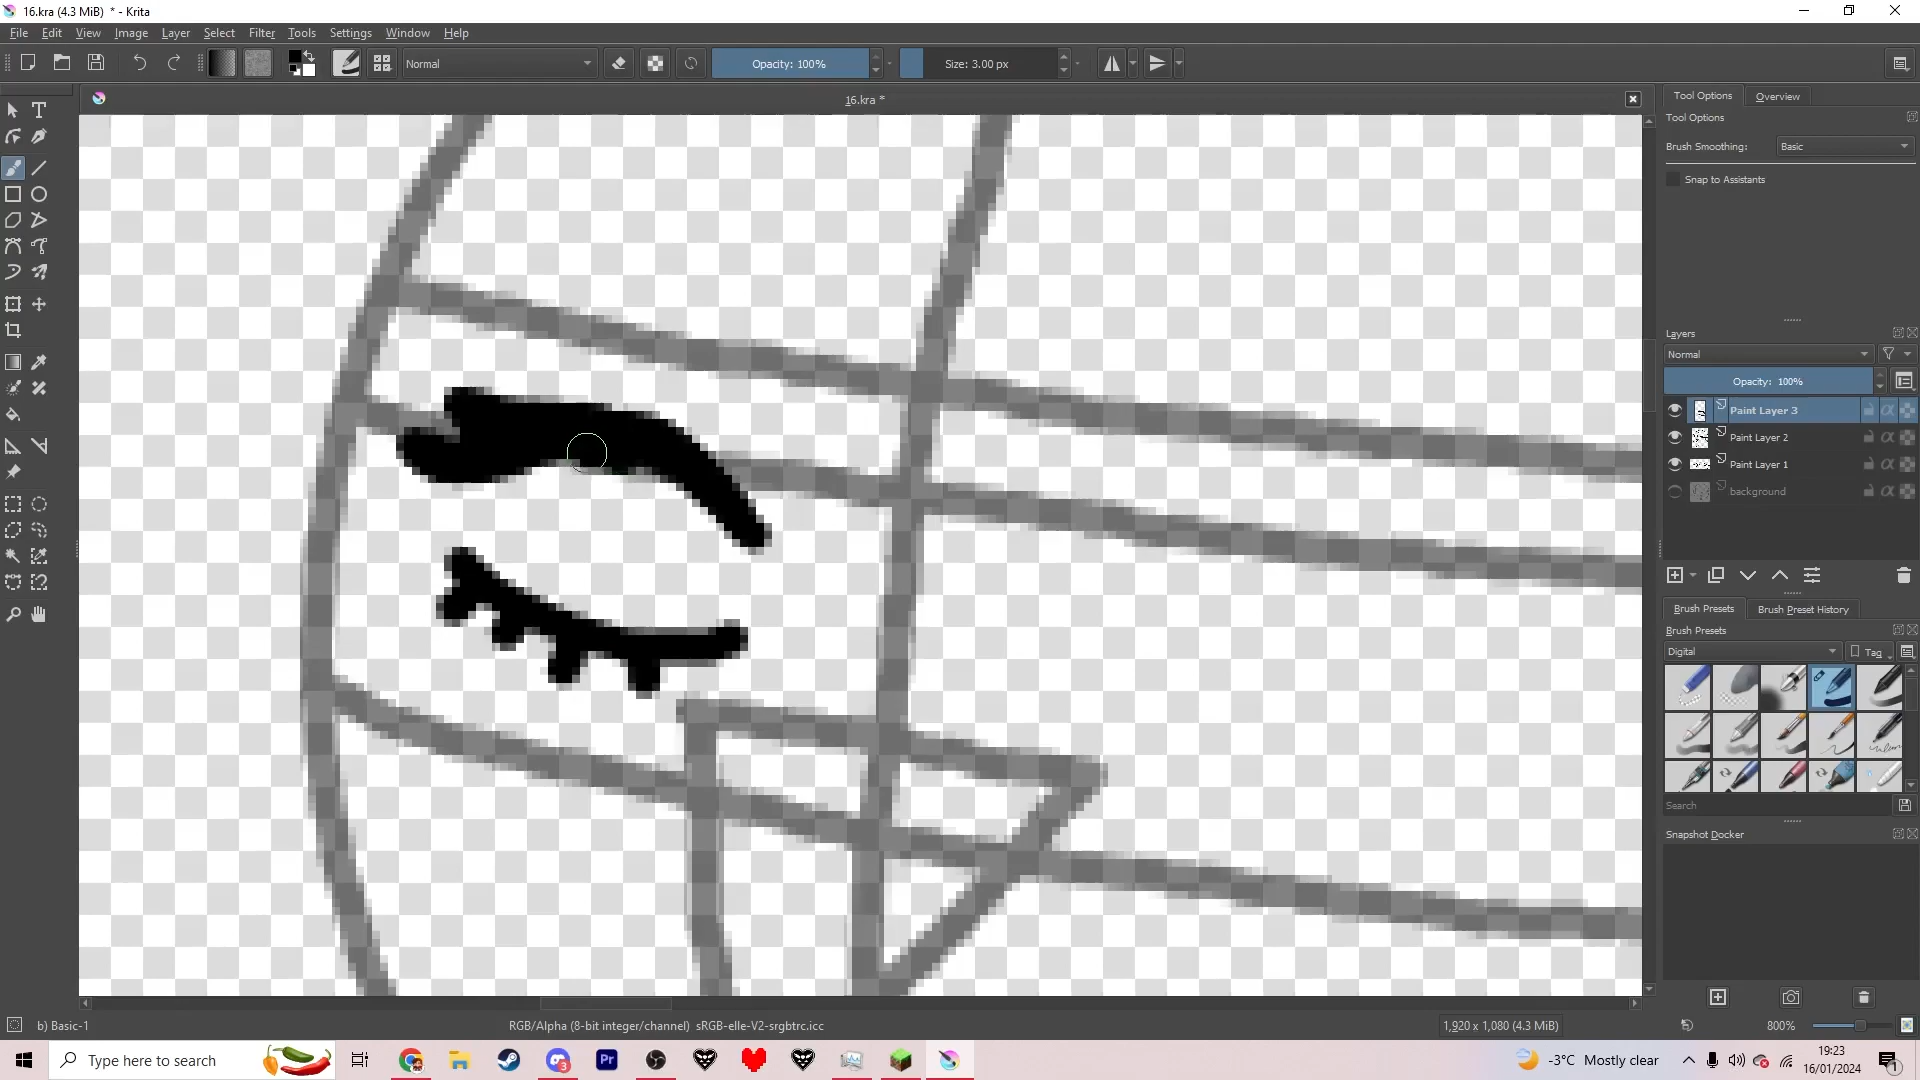 16.kra (4.3 MiB) * - Krita
File Edit View Image Layer Select Filter Tools Settings Window Help
Normal
Opacity: 100%
Size: 3.00 px
16.kra *
Tool Options
Overview
Tool Options
Brush Smoothing:
Basic
Snap to Assistants
Layers
Normal
Opacity: 100%
Paint Layer 3
Paint Layer 2
Paint Layer 1
background
Brush Presets
Brush Preset History
Brush Presets
Digital
Tag
Search
Snapshot Docker
b) Basic-1
RGB/Alpha (8-bit integer/channel) sRGB-elle-V2-srgbtrc.icc
1,920 x 1,080 (4.3 MiB)
800%
Type here to search
3
Pr
-3°C Mostly clear
19:23
16/01/2024
1